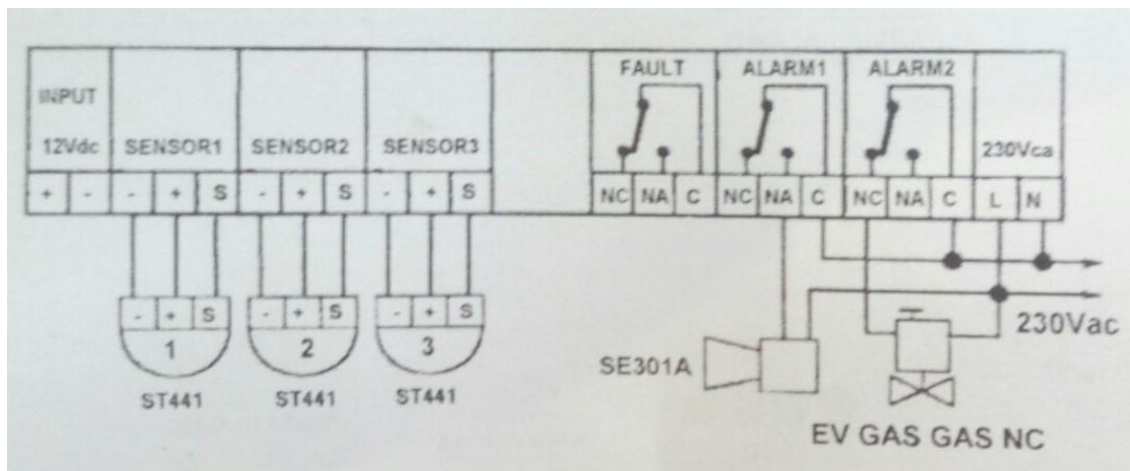 FAULT ALARM1 ALARM2
INPUT
12Vdc SENSOR1 SENSOR2 SENSOR3 230Vca
+ - - + S - + S - + S NC NA C NC NA C NC NA C L N
- + S - + S - + S
1 2 3
230Vac
SE301A
ST441 ST441 ST441
EV GAS GAS NC